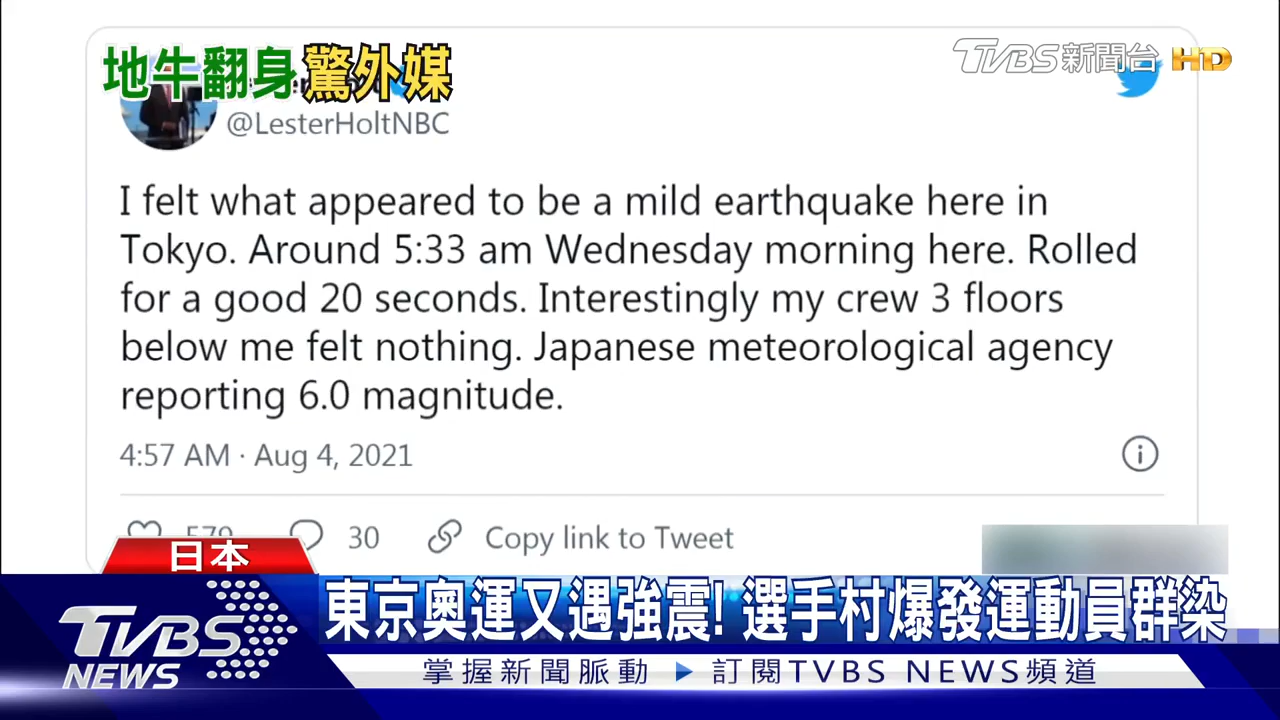 地牛翻身驚外媒
TVBS新聞台 HD
@LesterHoltNBC
I felt what appeared to be a mild earthquake here in
Tokyo. Around 5:33 am Wednesday morning here. Rolled
for a good 20 seconds. Interestingly my crew 3 floors
below me felt nothing. Japanese meteorological agency
reporting 6.0 magnitude.
4:57 AM · Aug 4, 2021
579 30 Copy link to Tweet
日本
東京奧運又遇強震! 選手村爆發運動員群染
TVBS
NEWS
掌握新聞脈動 ▶ 訂閱TVBS NEWS頻道